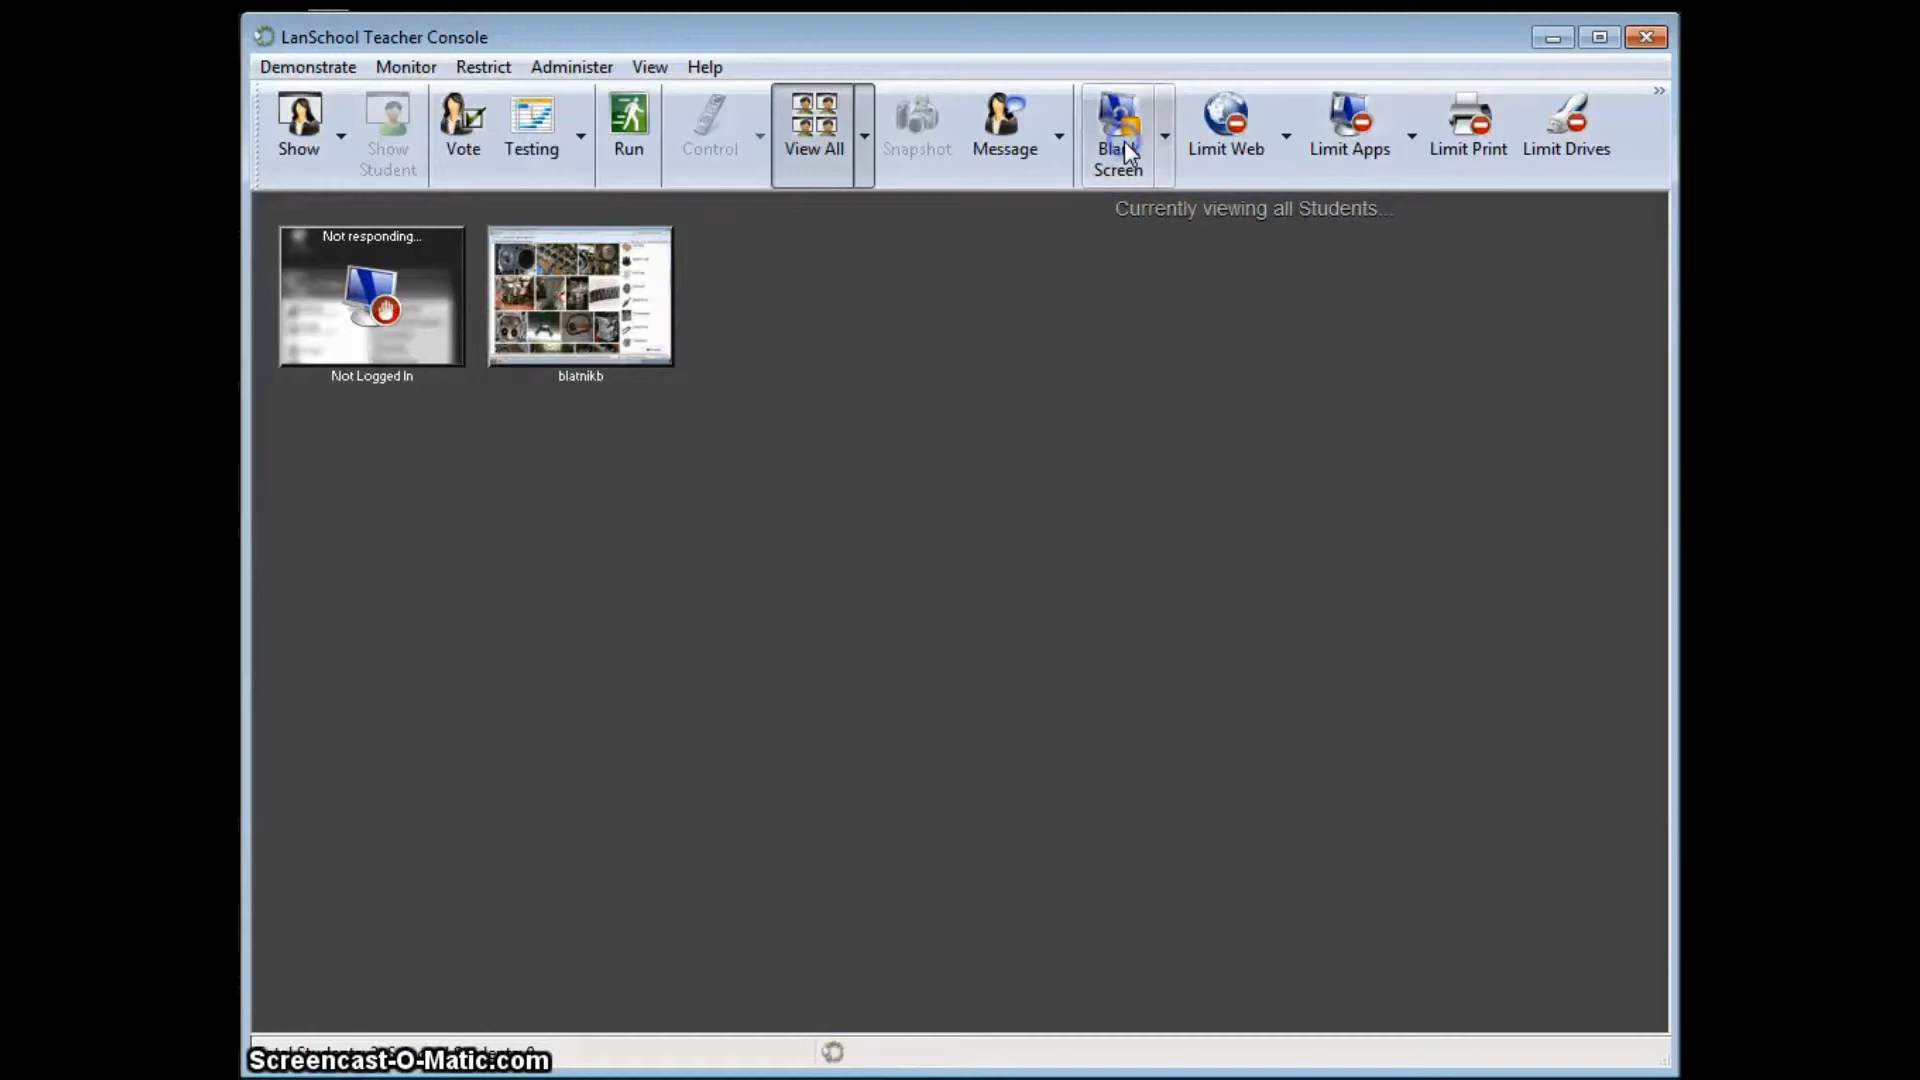 LanSchool Teacher Console
Demonstrate Monitor Restrict Administer View Help
Show Show Student Vote Testing Run Control View All Snapshot Message Screen Limit Web Limit Apps Limit Print Limit Drives
Currently viewing all Students...
Not responding...
Not Logged In blatnikb
Screencast-O-Matic.com